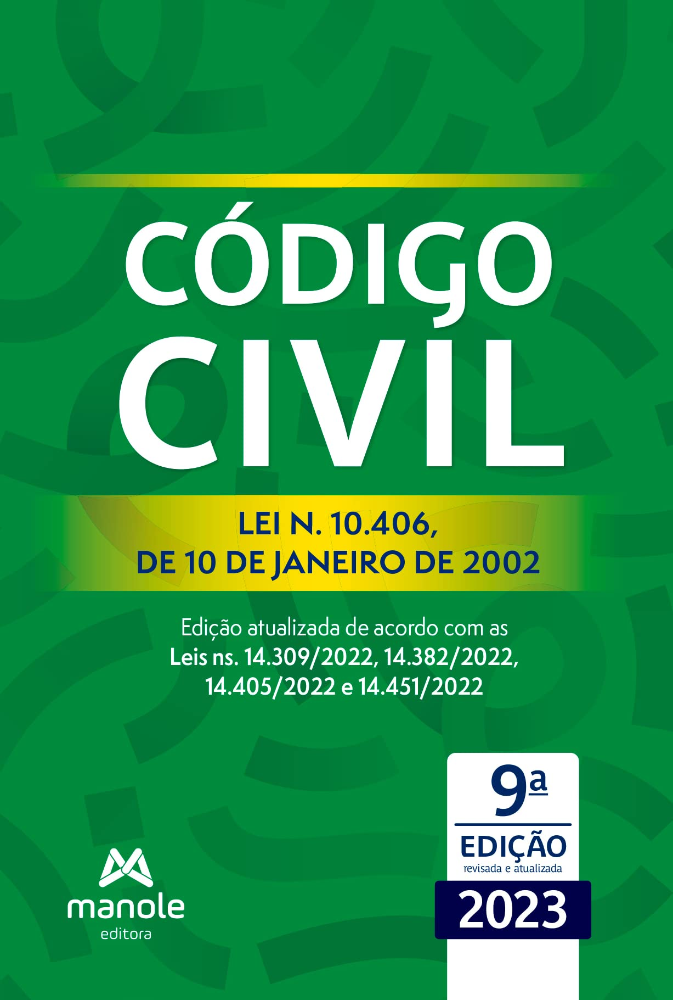 CÓDIGO
CIVIL
LEI N. 10.406,
DE 10 DE JANEIRO DE 2002
Edição atualizada de acordo com as
Leis ns. 14.309/2022, 14.382/2022,
14.405/2022 e 14.451/2022
9ª
EDIÇÃO
revisada e atualizada
2023
manole
editora